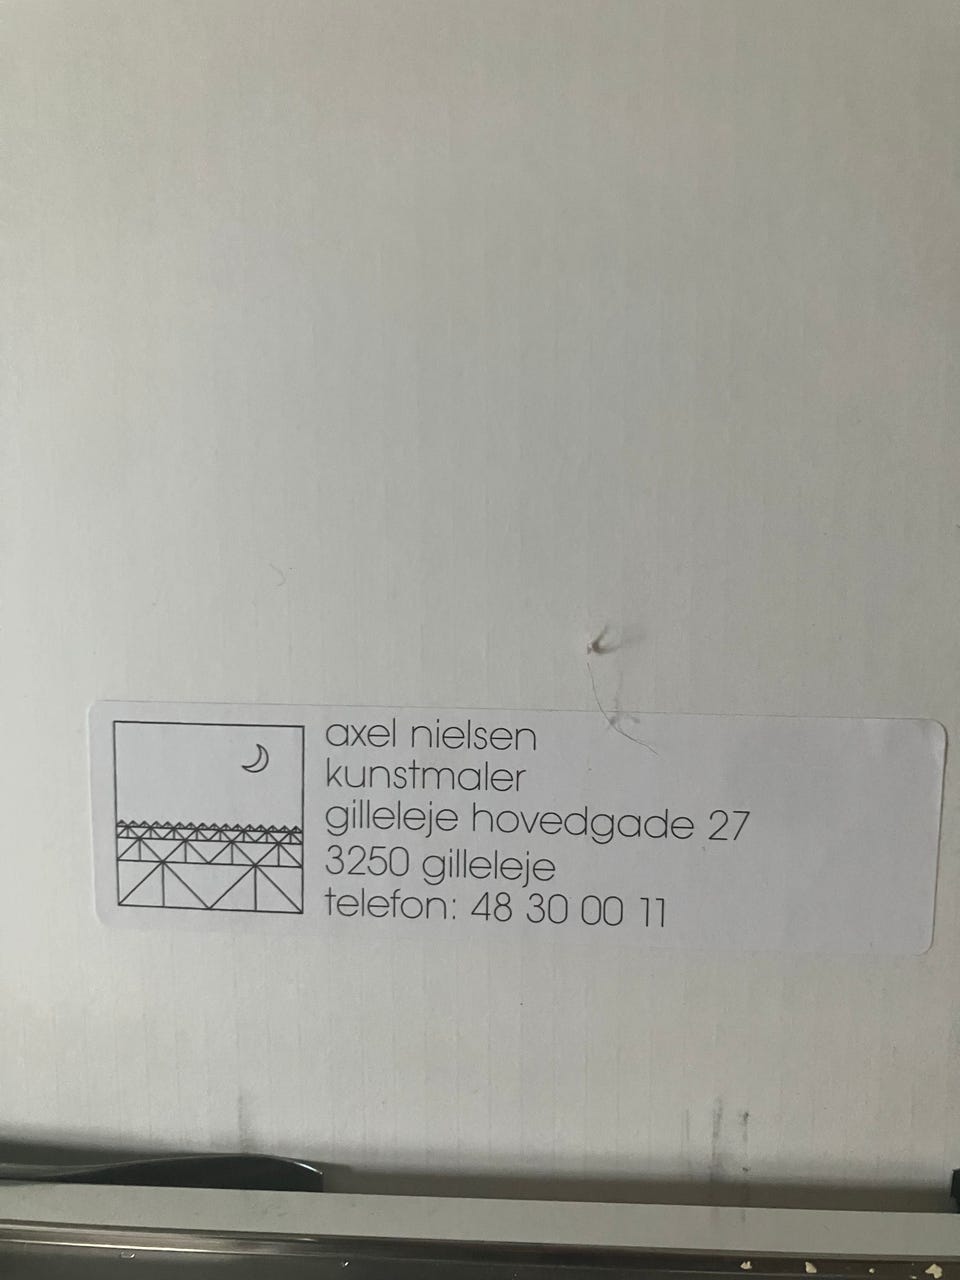 axel nielsen
kunstmaler
gilleleje hovedgade 27
3250 gilleleje
telefon: 48 30 00 11